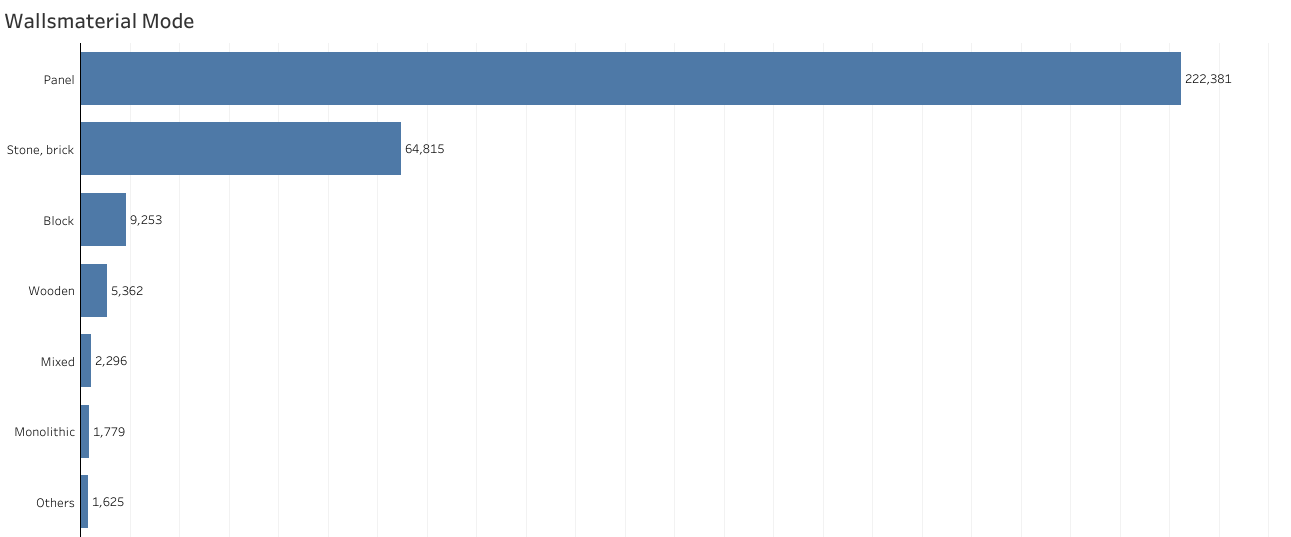 Wallsmaterial Mode
Panel 222,381
Stone, brick 64,815
Block 9,253
Wooden 5,362
Mixed 2,296
Monolithic 1,779
Others 1,625